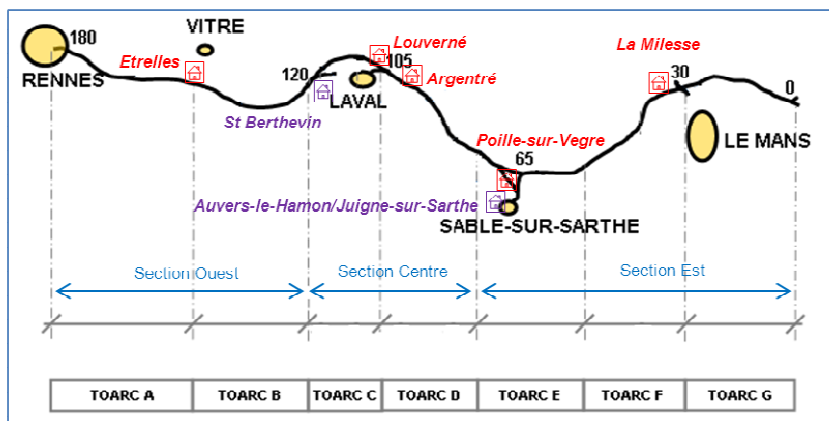 VITRE
180
Etrelles
Louverné
La Milesse
RENNES
120
105
Argentré
30
0
LAVAL
St Berthevin
Poille-sur-Vegre
LE MANS
65
Auvers-le-Hamon/Juigne-sur-Sarthe
SABLE-SUR-SARTHE
Section Ouest
Section Centre
Section Est
TOARC A
TOARC B
TOARC C
TOARC D
TOARC E
TOARC F
TOARC G